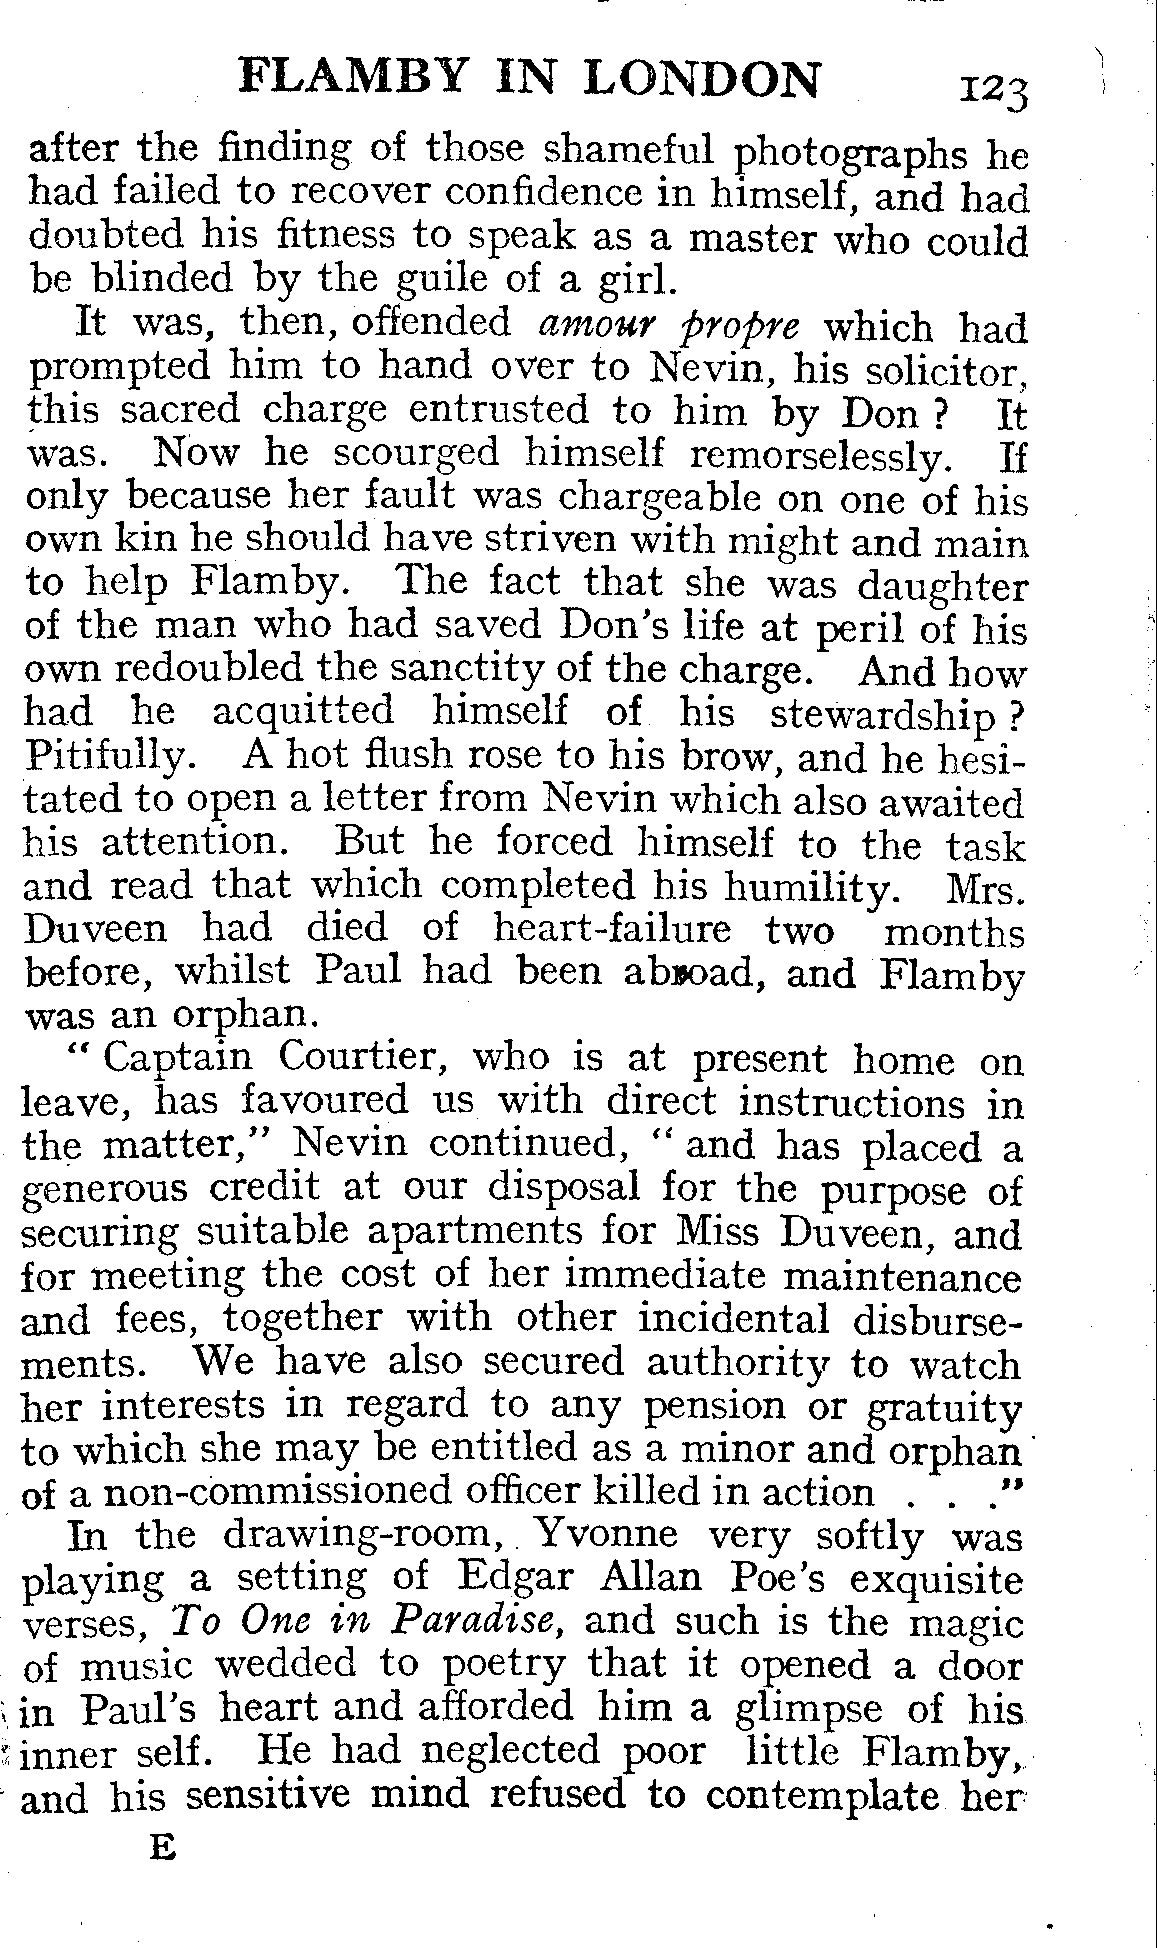 FLAMBY IN LONDON 123
after the finding of those shameful photographs he
had failed to recover confidence in himself, and had
doubted his fitness to speak as a master who could
be blinded by the guile of a girl.
It was, then, offended amour propre which had
prompted him to hand over to Nevin, his solicitor,
this sacred charge entrusted to him by Don ? It
was. Now he scourged himself remorselessly. If
only because her fault was chargeable on one of his
own kin he should have striven with might and main
to help Flamby. The fact that she was daughter
of the man who had saved Don's life at peril of his
own redoubled the sanctity of the charge. And how
had he acquitted himself of his stewardship ?
Pitifully. A hot flush rose to his brow, and he hesi-
tated to open a letter from Nevin which also awaited
his attention. But he forced himself to the task
and read that which completed his humility. Mrs.
Duveen had died of heart-failure two months
before, whilst Paul had been abroad, and Flamby
was an orphan.
" Captain Courtier, who is at present home on
leave, has favoured us with direct instructions in
the matter," Nevin continued, " and has placed a
generous credit at our disposal for the purpose of
securing suitable apartments for Miss Duveen, and
for meeting the cost of her immediate maintenance
and fees, together with other incidental disburse-
ments. We have also secured authority to watch
her interests in regard to any pension or gratuity
to which she may be entitled as a minor and orphan
of a non-commissioned officer killed in action . . ."
In the drawing-room, Yvonne very softly was
playing a setting of Edgar Allan Poe's exquisite
verses, To One in Paradise, and such is the magic
of music wedded to poetry that it opened a door
in Paul's heart and afforded him a glimpse of his
inner self. He had neglected poor little Flamby,
and his sensitive mind refused to contemplate her
E